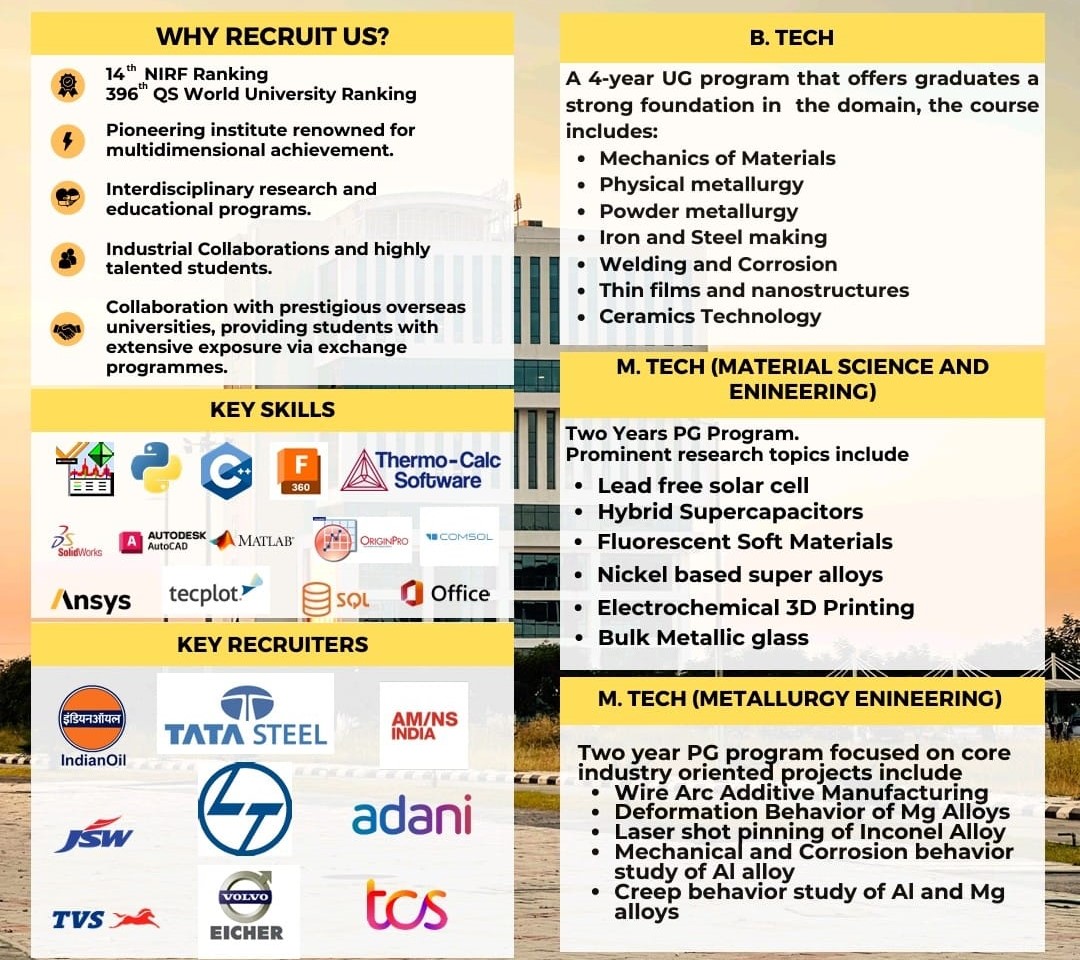 WHY RECRUIT US?
14th NIRF Ranking
396th QS World University Ranking
Pioneering institute renowned for
multidimensional achievement.
Interdisciplinary research and
educational programs.
Industrial Collaborations and highly
talented students.
Collaboration with prestigious overseas
universities, providing students with
extensive exposure via exchange
programmes.
KEY SKILLS
C++
F
360
Thermo-Calc
Software
SolidWorks
A AUTODESK
AutoCAD
MATLAB
ORIGINPRO
COMSOL
Ansys
tecplot.
SQL
Office
KEY RECRUITERS
इंडियनऑयल
IndianOil
TATA STEEL
AM/NS
INDIA
JSW
LT
adani
TVS
VOLVO
EICHER
tcs
B. TECH
A 4-year UG program that offers graduates a
strong foundation in the domain, the course
includes:
• Mechanics of Materials
• Physical metallurgy
• Powder metallurgy
• Iron and Steel making
• Welding and Corrosion
• Thin films and nanostructures
• Ceramics Technology
M. TECH (MATERIAL SCIENCE AND
ENINEERING)
Two Years PG Program.
Prominent research topics include
• Lead free solar cell
• Hybrid Supercapacitors
• Fluorescent Soft Materials
• Nickel based super alloys
• Electrochemical 3D Printing
• Bulk Metallic glass
M. TECH (METALLURGY ENINEERING)
Two year PG program focused on core
industry oriented projects include
• Wire Arc Additive Manufacturing
• Deformation Behavior of Mg Alloys
• Laser shot pinning of Inconel Alloy
• Mechanical and Corrosion behavior
study of Al alloy
• Creep behavior study of Al and Mg
alloys